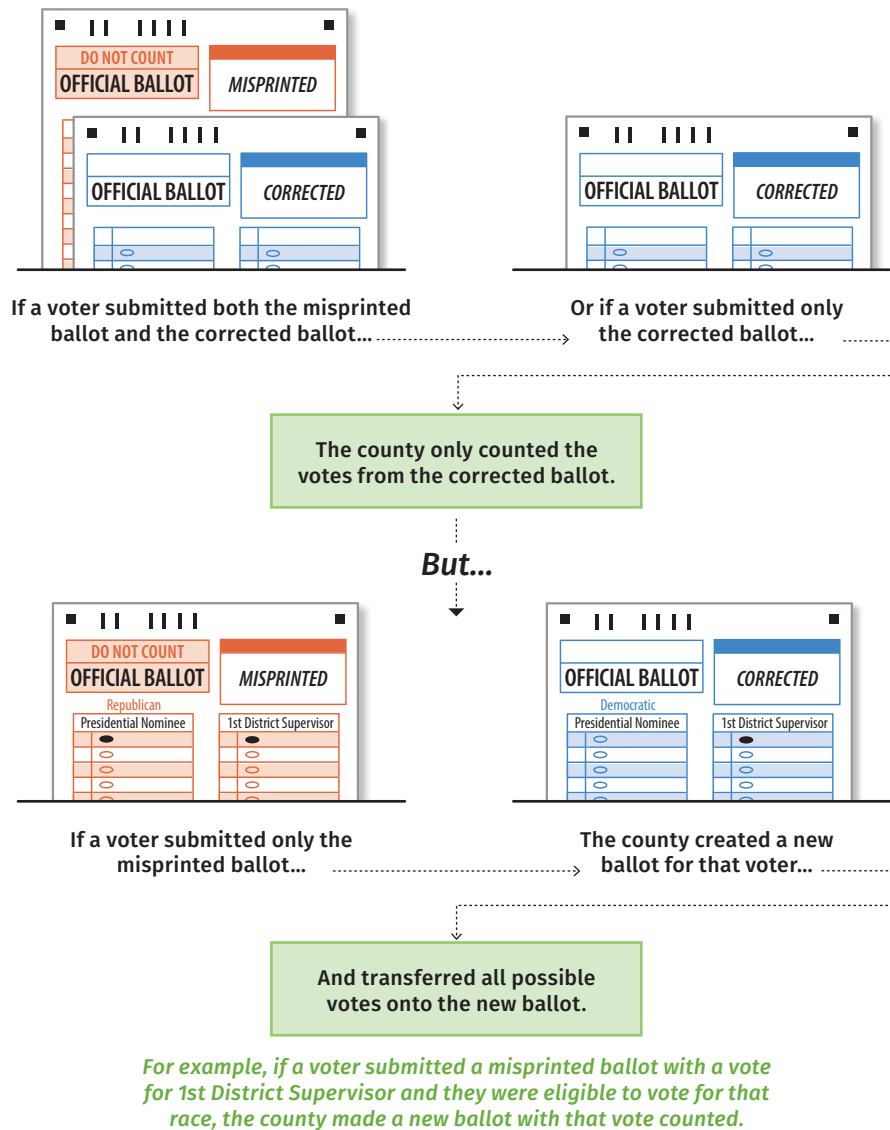 DO NOT COUNT
OFFICIAL BALLOT
MISPRINTED
OFFICIAL BALLOT
CORRECTED
OFFICIAL BALLOT
CORRECTED
If a voter submitted both the misprinted
ballot and the corrected ballot...
Or if a voter submitted only
the corrected ballot...
The county only counted the
votes from the corrected ballot.
But...
DO NOT COUNT
OFFICIAL BALLOT
MISPRINTED
Republican
Presidential Nominee
1st District Supervisor
OFFICIAL BALLOT
CORRECTED
Democratic
Presidential Nominee
1st District Supervisor
If a voter submitted only the
misprinted ballot...
The county created a new
ballot for that voter...
And transferred all possible
votes onto the new ballot.
For example, if a voter submitted a misprinted ballot with a vote
for 1st District Supervisor and they were eligible to vote for that
race, the county made a new ballot with that vote counted.